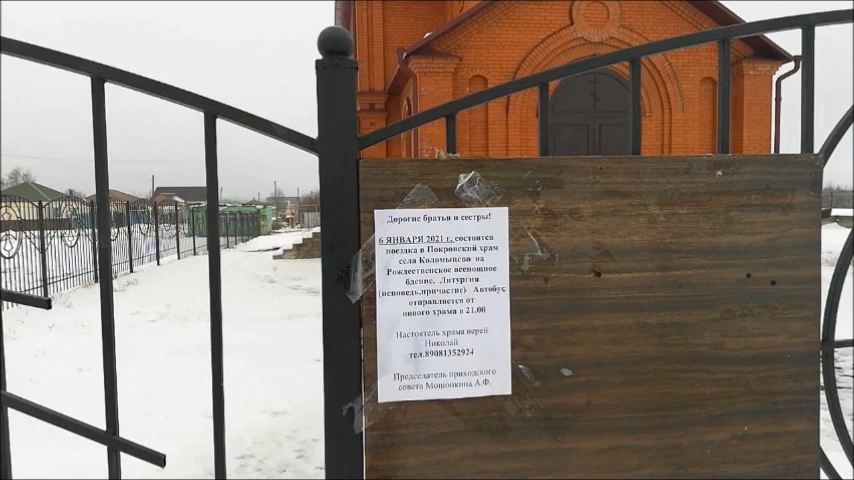 Дорогие братья и сестры!
6 ЯНВАРЯ 2021 г. состоится
поездка в Покровский храм
села Коломыцево на
Рождественское всенощное
бдение, Литургия
(исповедь,причастие) Автобус
отправляется от
нового храма в 21.00
Настоятель храма иерей
Николай
тел.89081352924
Председатель приходского
совета Мошонкина А.Ф.